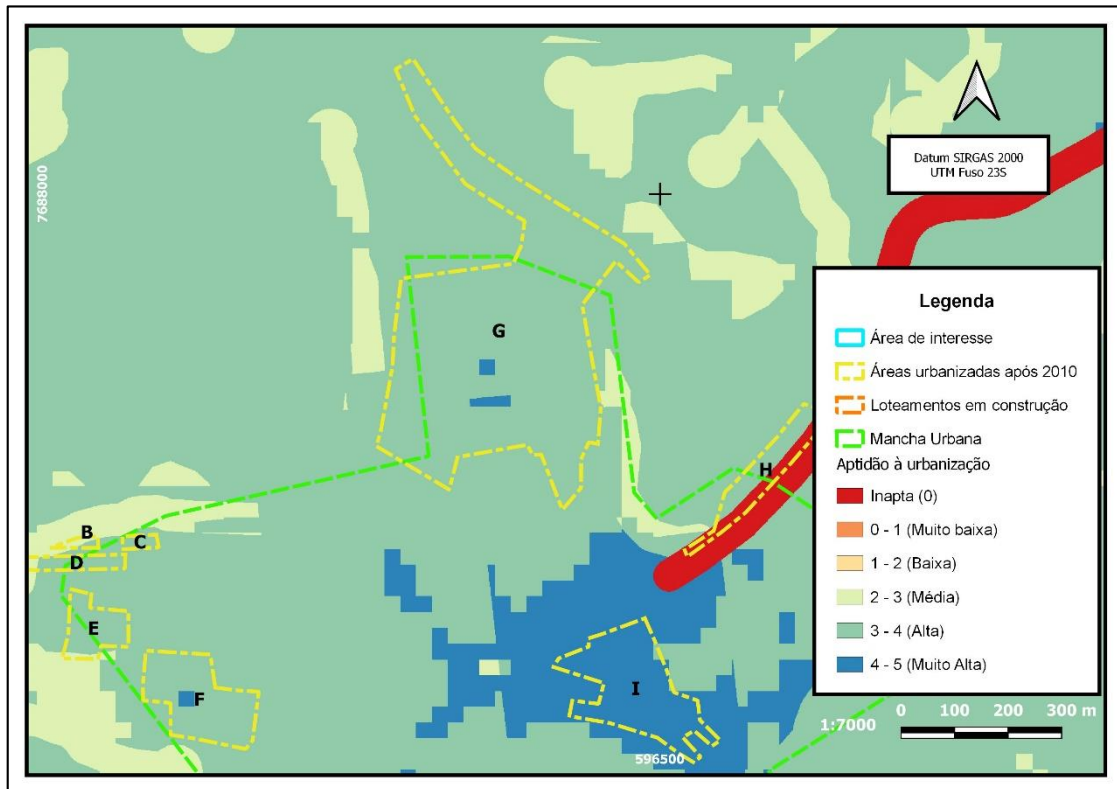 Datum SIRGAS 2000
UTM Fuso 23S
7688000
Legenda
Área de interesse
Áreas urbanizadas após 2010
Loteamentos em construção
Mancha Urbana
Aptidão à urbanização
Inapta (0)
0 - 1 (Muito baixa)
1 - 2 (Baixa)
2 - 3 (Média)
3 - 4 (Alta)
4 - 5 (Muito Alta)
G
H
B
C
D
E
F
I
1:7000
0 100 200 300 m
596500